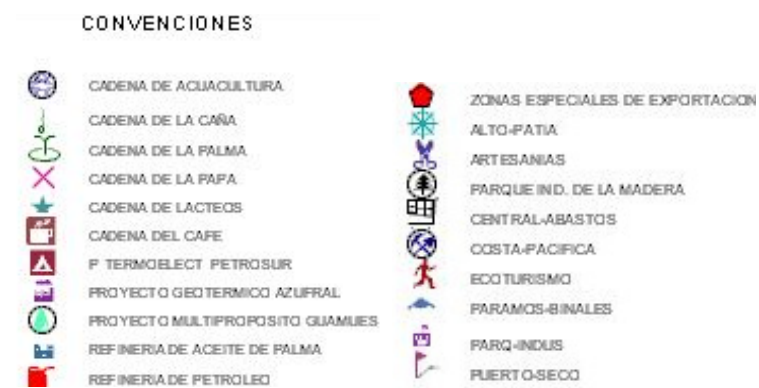 CONVENCIONES
CADENA DE ACUACULTURA
CADENA DE LA CAÑA
CADENA DE LA PALMA
CADENA DE LA PAPA
CADENA DE LACTEOS
CADENA DEL CAFE
P TERMOELECT PETROSUR
PROYECTO GEOTERMICO AZUFRAL
PROYECTO MULTIPROPOSITO GUAMUES
REFINERIA DE ACEITE DE PALMA
REFINERIA DE PETROLEO
ZONAS ESPECIALES DE EXPORTACION
ALTO-PATIA
ARTESANIAS
PARQUE IND. DE LA MADERA
CENTRAL-ABASTOS
COSTA-PACIFICA
ECOTURISMO
PARAMOS-BINALES
PARQ-INDUS
PUERTO-SECO